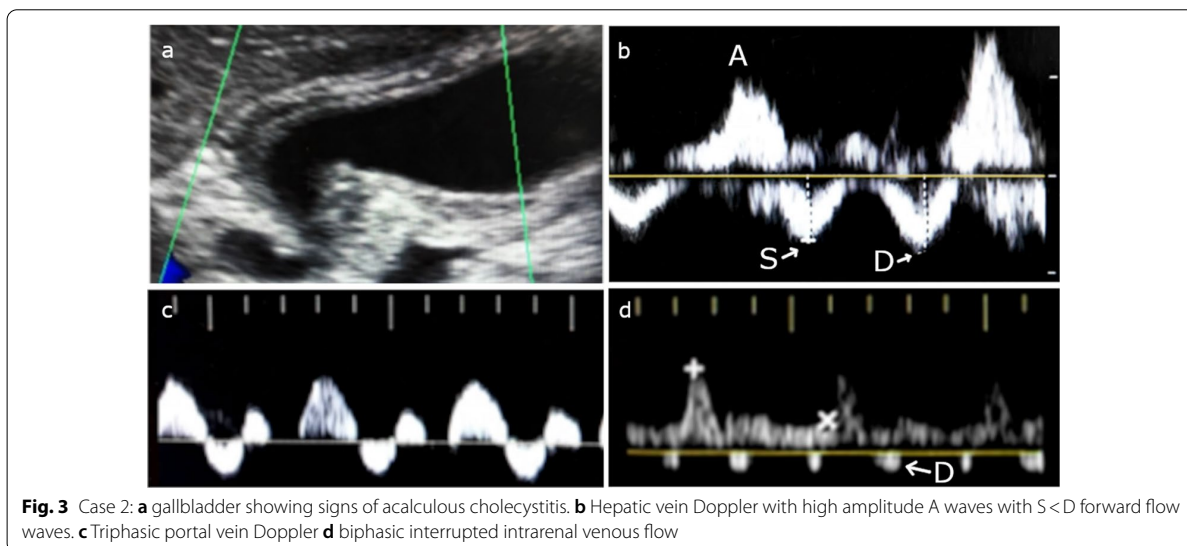 a
b
A
S
D
c
d
D
Fig. 3 Case 2: a gallbladder showing signs of acalculous cholecystitis. b Hepatic vein Doppler with high amplitude A waves with S < D forward flow
waves. c Triphasic portal vein Doppler d biphasic interrupted intrarenal venous flow